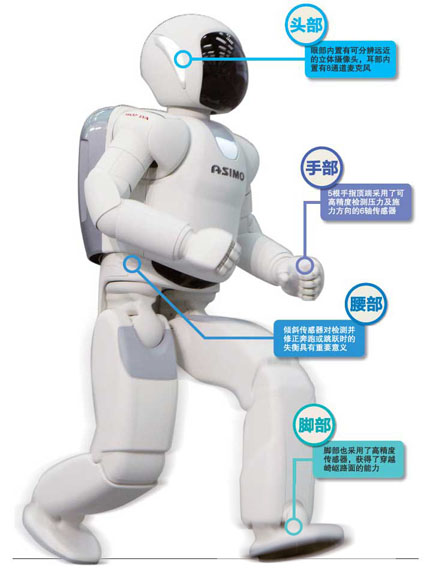 头部
眼部内置有可分辨远近
的立体摄像头，耳部内
置有8通道麦克风
手部
5根手指顶端采用了可
高精度检测压力及施
力方向的6轴传感器
ASIMO
腰部
倾斜传感器对检测并
修正奔跑或跳跃时的
失衡具有重要意义
脚部
脚部也采用了高精度
传感器，获得了穿越
崎岖路面的能力